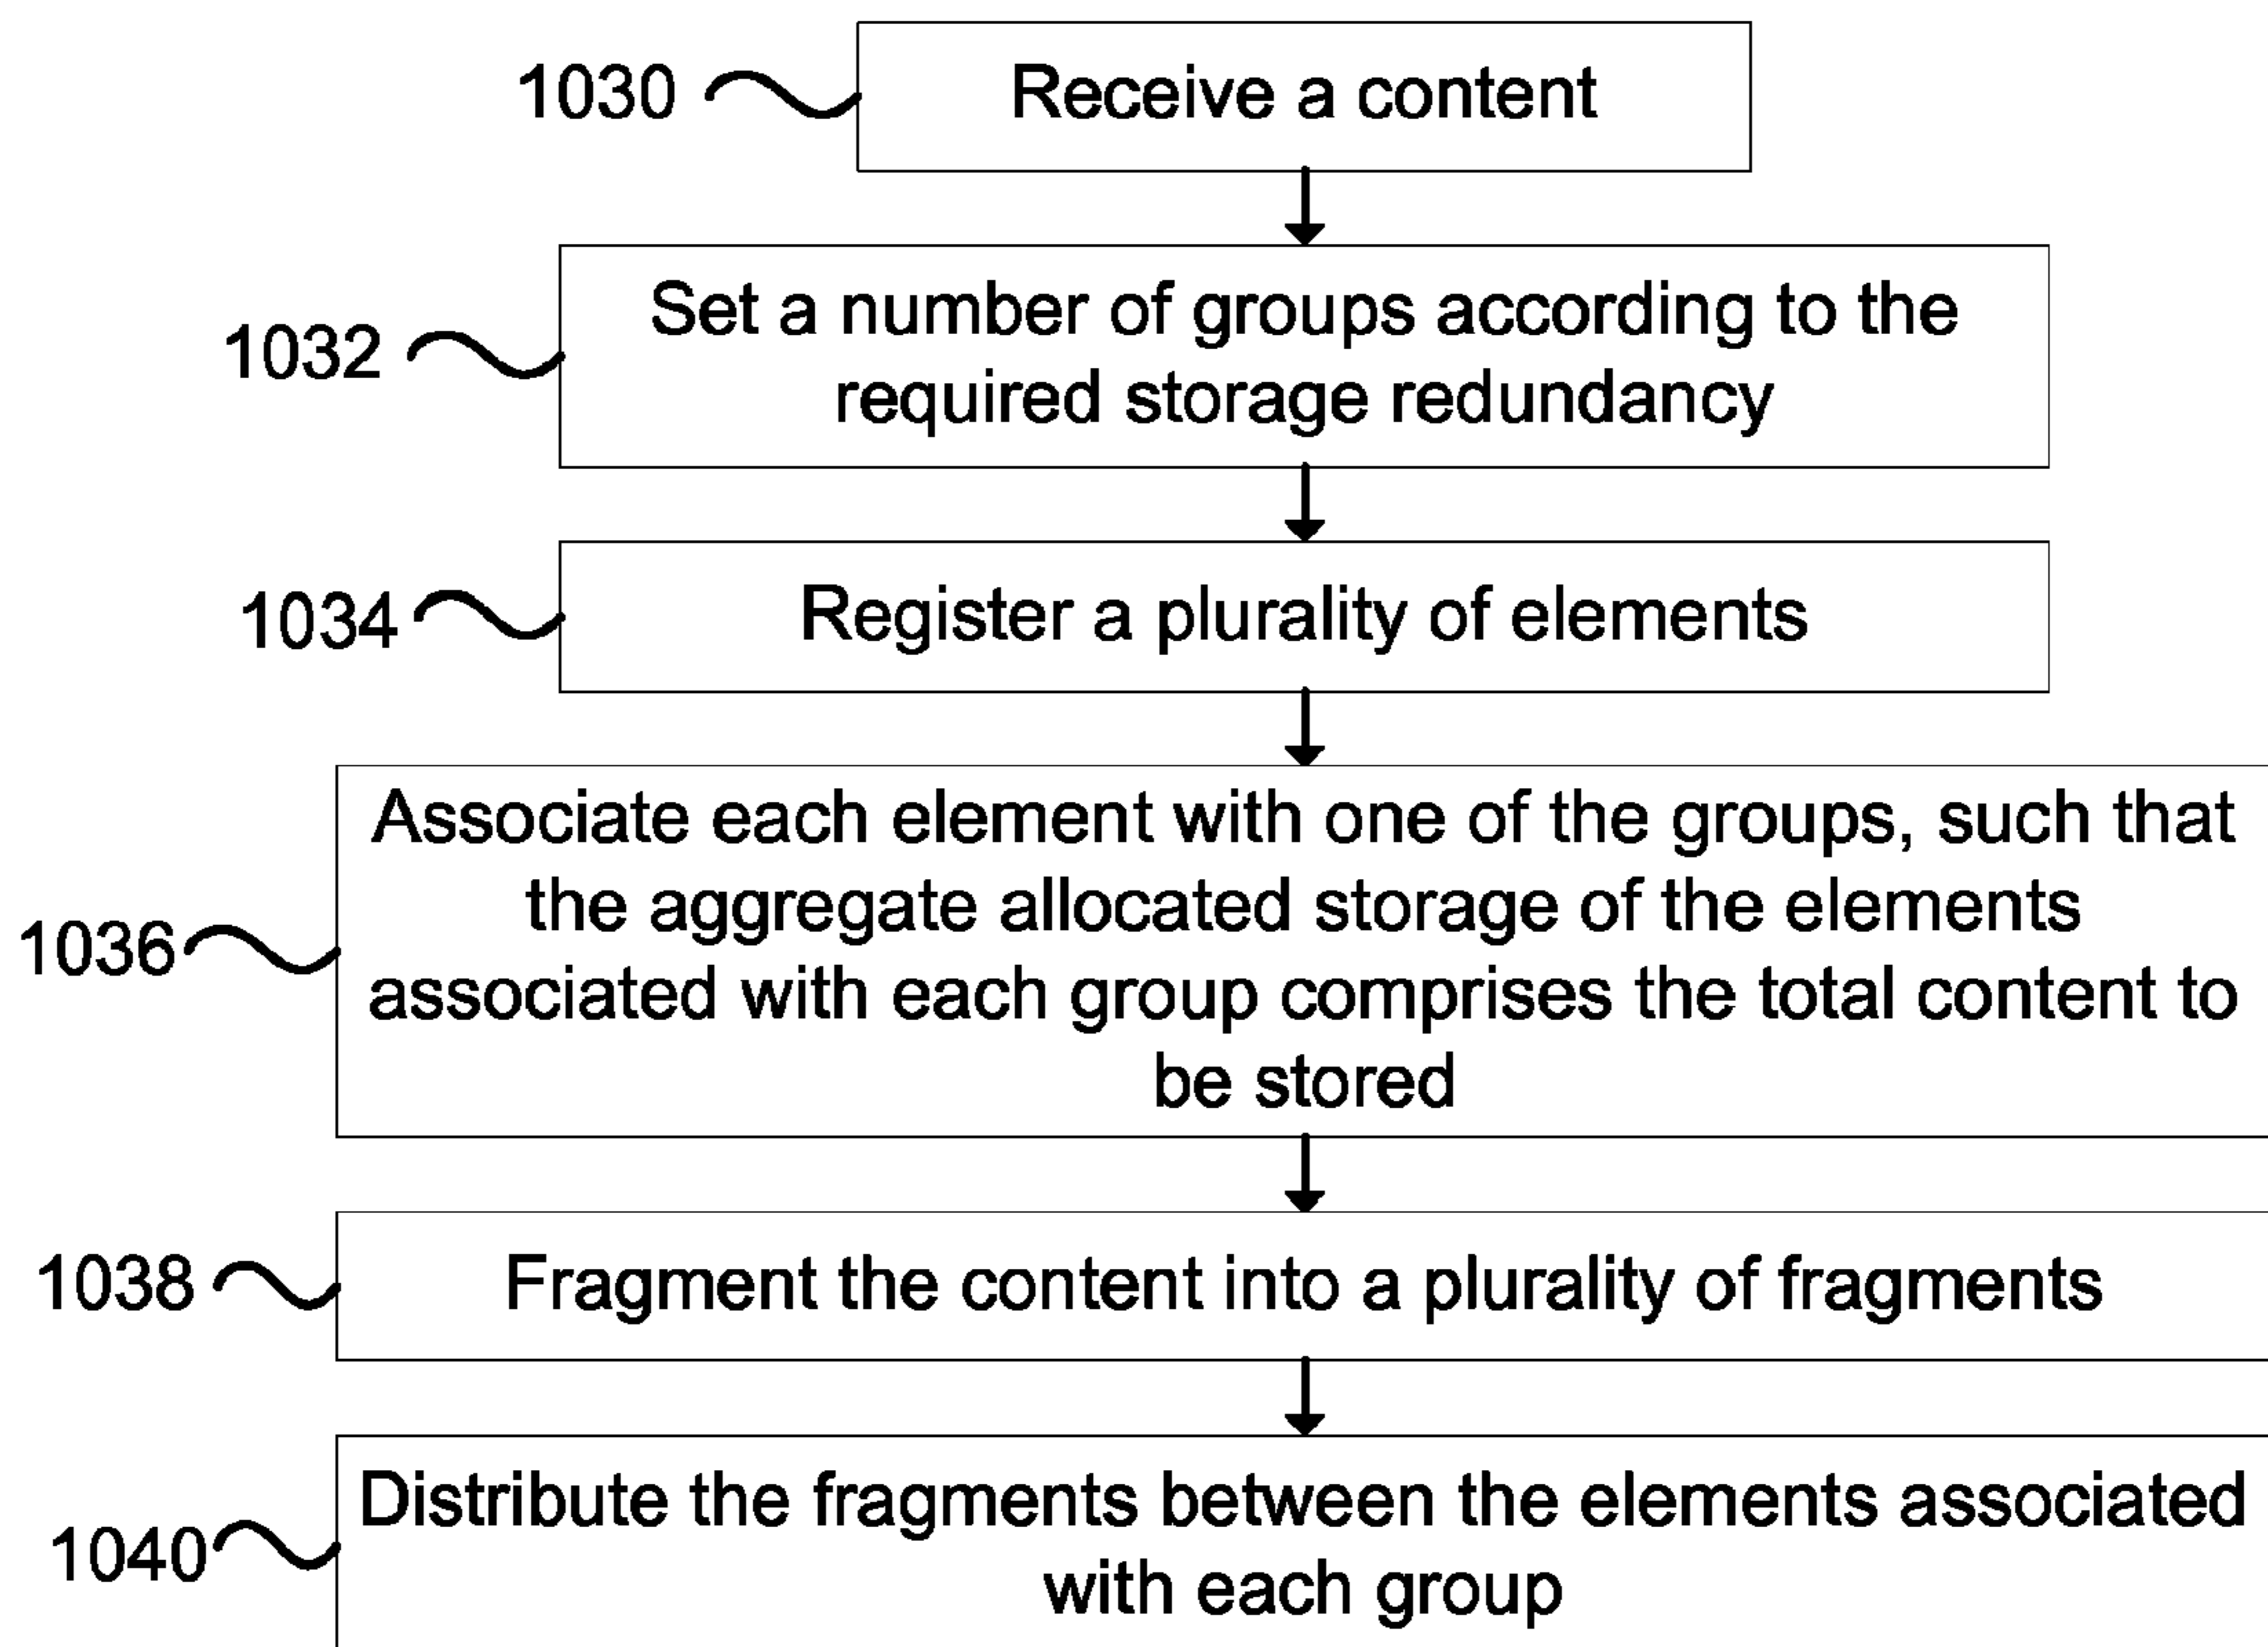 1030
Receive a content
1032
Set a number of groups according to the
required storage redundancy
1034
Register a plurality of elements
1036
Associate each element with one of the groups, such that
the aggregate allocated storage of the elements
associated with each group comprises the total content to
be stored
1038
Fragment the content into a plurality of fragments
1040
Distribute the fragments between the elements associated
with each group